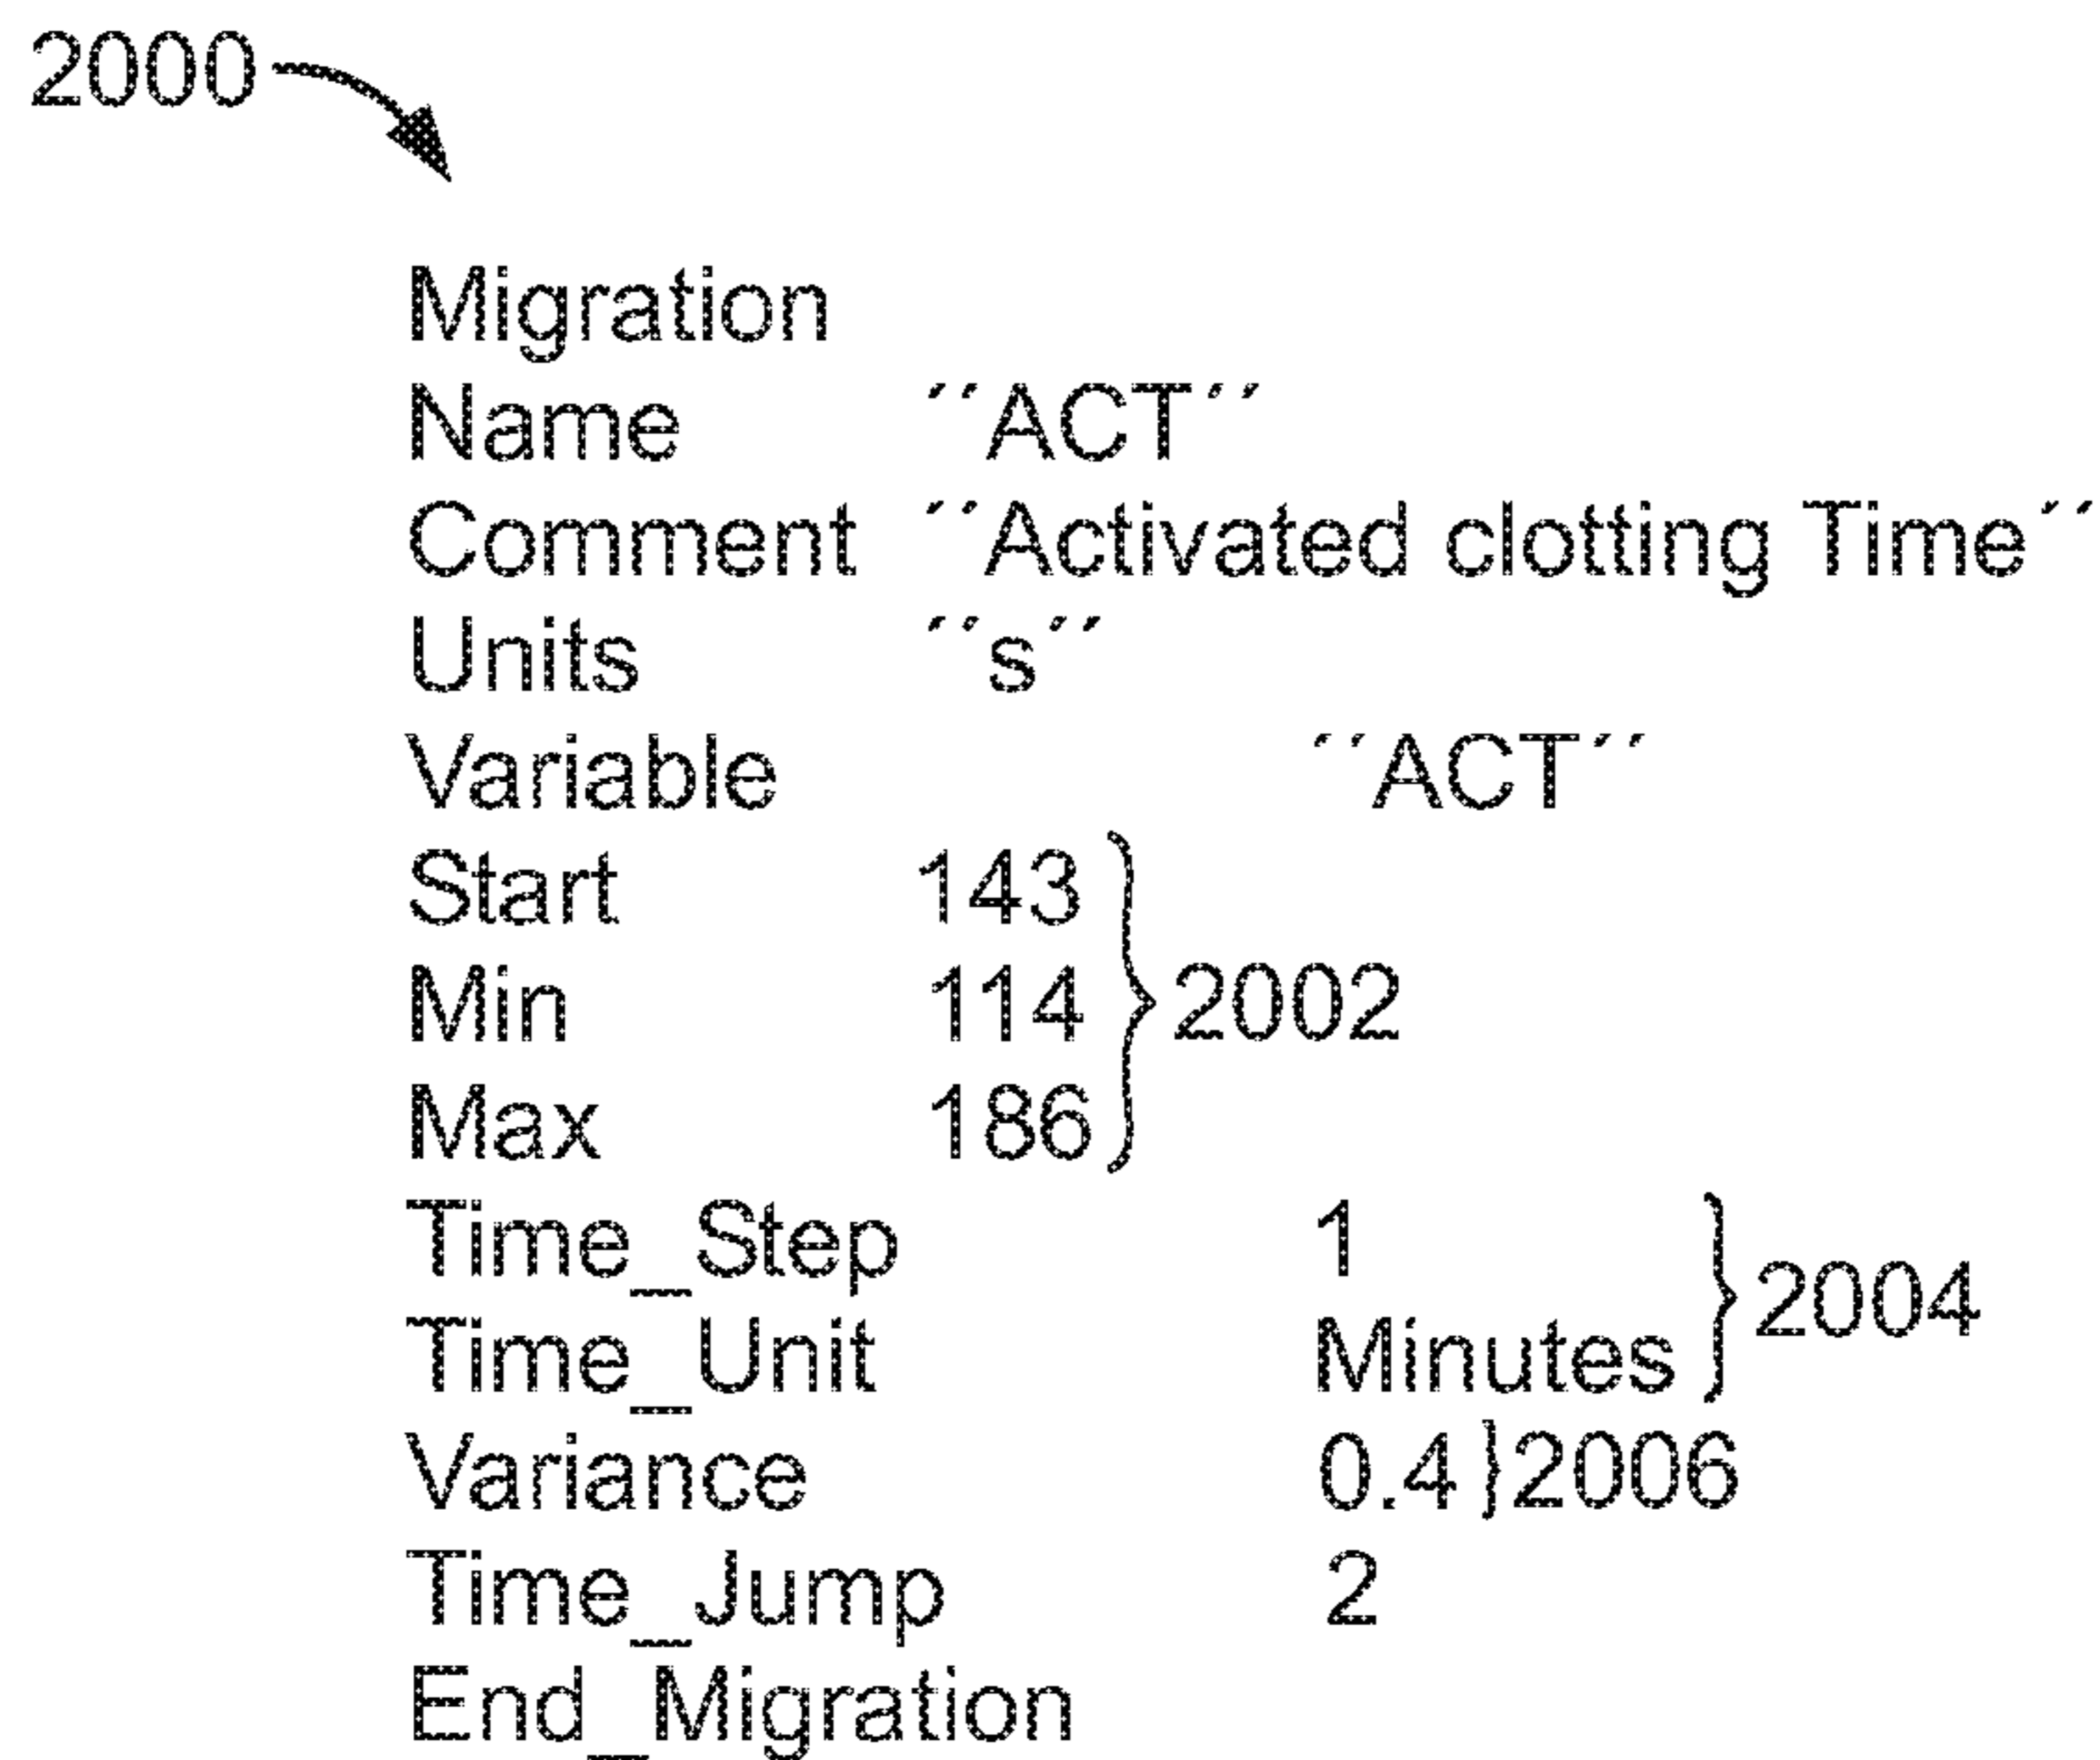 2000
Migration
Name ´´ACT´´
Comment ´´Activated clotting Time´´
Units ´´s´´
Variable ´´ACT´´
Start 143
Min 114 } 2002
Max 186
Time_Step 1
Time_Unit Minutes } 2004
Variance 0.4 } 2006
Time_Jump 2
End_Migration